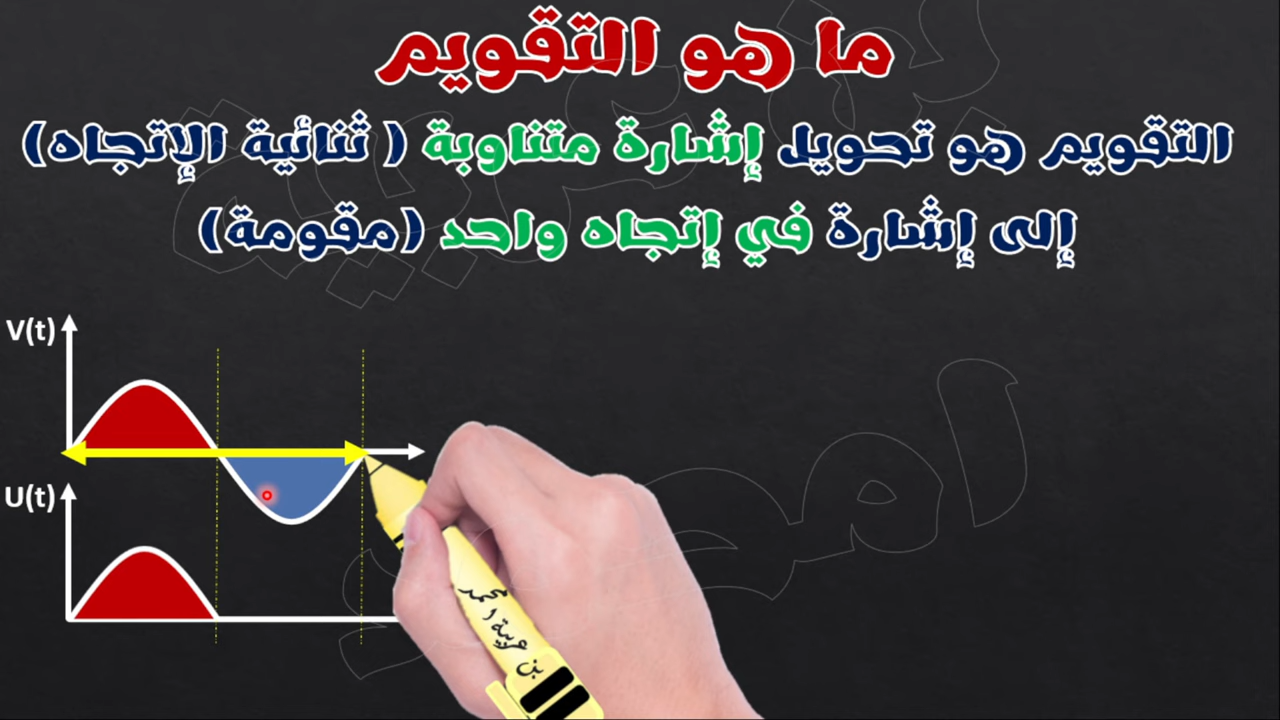 ما هو التقويم
التقويم هو تحويل إشارة متناوبة ( ثنائية الإتجاه)
إلى إشارة في إتجاه واحد (مقومة)
V(t)
U(t)